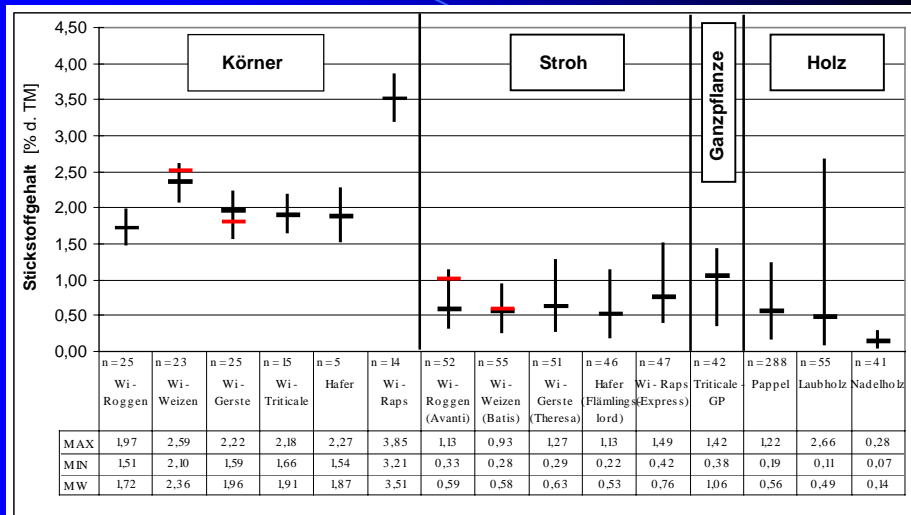 Stickstoffgehalt [% d. TM]
4,50
4,00
3,50
3,00
2,50
2,00
1,50
1,00
0,50
0,00
Körner
Stroh
Ganzpflanze
Holz
n = 25 n = 23 n = 25 n = 15 n = 5 n = 14 n = 52 n = 55 n = 51 n = 46 n = 47 n = 42 n = 288 n = 55 n = 41
Wi - Wi - Wi - Wi - Hafer Wi - Wi - Wi - Wi - Hafer Wi - Raps Triticale - Pappel Laubholz Nadelholz
Roggen Weizen Gerste Triticale Raps Roggen Weizen Gerste (Flämlings (Express) GP
(Avanti) (Batis) (Theresa) lord)
MAX 1,97 2,59 2,22 2,18 2,27 3,85 1,13 0,93 1,27 1,13 1,49 1,42 1,22 2,66 0,28
MIN 1,51 2,10 1,59 1,66 1,54 3,21 0,33 0,28 0,29 0,22 0,42 0,38 0,19 0,11 0,07
MW 1,72 2,36 1,96 1,91 1,87 3,51 0,59 0,58 0,63 0,53 0,76 1,06 0,56 0,49 0,14